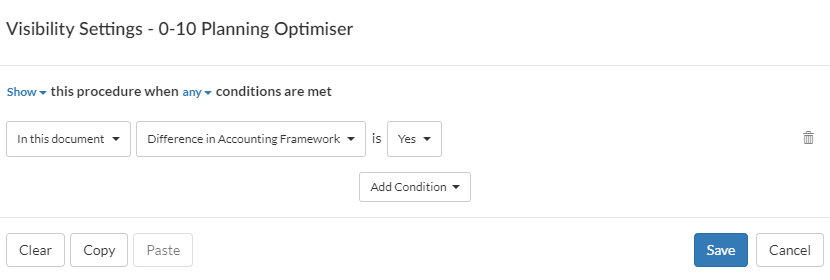 Visibility Settings - 0-10 Planning Optimiser
Show this procedure when any conditions are met
In this document Difference in Accounting Framework is Yes
Add Condition
Clear Copy Paste Save Cancel